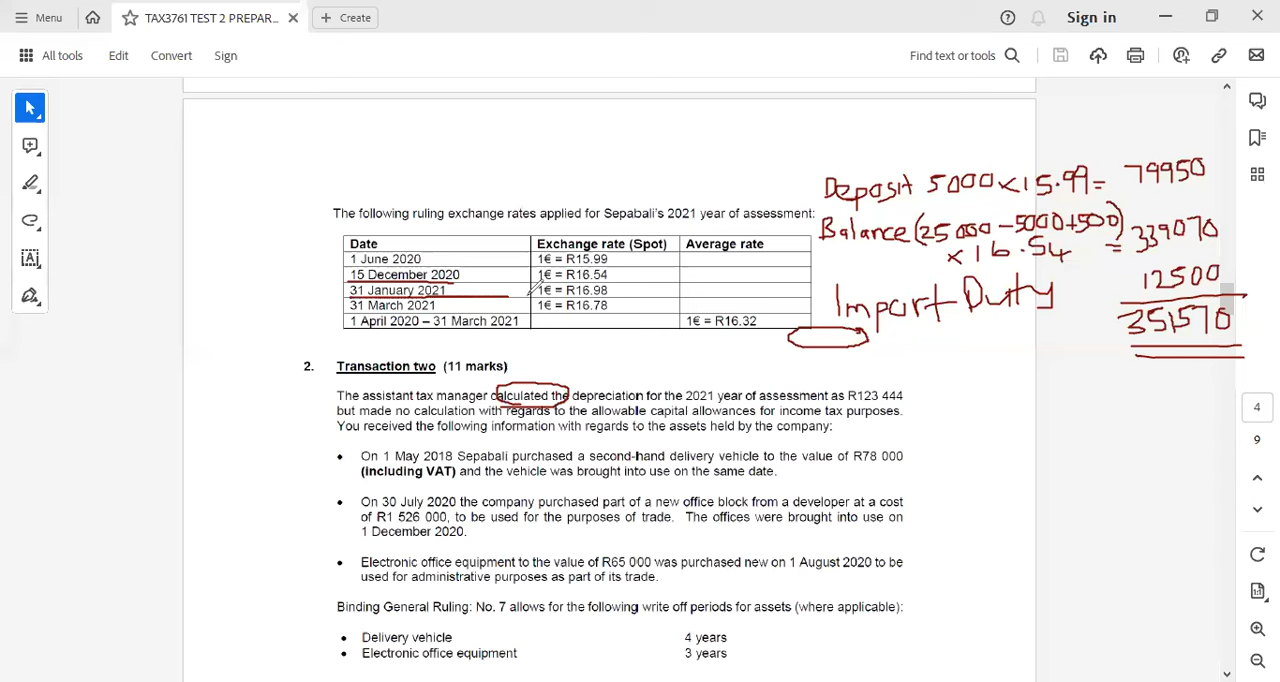 Menu
TAX3761 TEST 2 PREPAR...
Create
Sign in
All tools
Edit
Convert
Sign
Find text or tools
The following ruling exchange rates applied for Sepabali's 2021 year of assessment:
Date Exchange rate (Spot) Average rate
1 June 2020 1€ = R15.99
15 December 2020 1€ = R16.54
31 January 2021 1€ = R16.98
31 March 2021 1€ = R16.78
1 April 2020 – 31 March 2021 1€ = R16.32
Deposit 5000 × 15.99 = 79950
Balance (25000 – 5000 + 500)
× 16.54 = 339070
Import Duty 12500
351570
2. Transaction two (11 marks)
The assistant tax manager calculated the depreciation for the 2021 year of assessment as R123 444
but made no calculation with regards to the allowable capital allowances for income tax purposes.
You received the following information with regards to the assets held by the company:
• On 1 May 2018 Sepabali purchased a second-hand delivery vehicle to the value of R78 000
(including VAT) and the vehicle was brought into use on the same date.
• On 30 July 2020 the company purchased part of a new office block from a developer at a cost
of R1 526 000, to be used for the purposes of trade. The offices were brought into use on
1 December 2020.
• Electronic office equipment to the value of R65 000 was purchased new on 1 August 2020 to be
used for administrative purposes as part of its trade.
Binding General Ruling: No. 7 allows for the following write off periods for assets (where applicable):
• Delivery vehicle 4 years
• Electronic office equipment 3 years
4
9